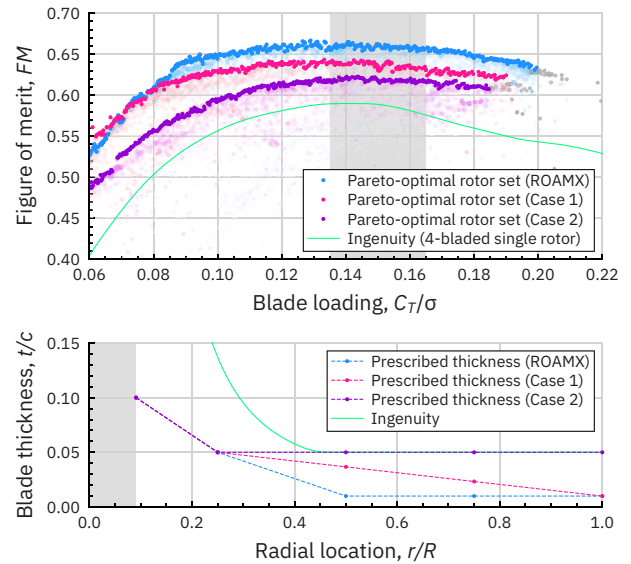 Figure of merit, FM
0.70
0.65
0.60
0.55
0.50
0.45
0.40
Pareto-optimal rotor set (ROAMX)
Pareto-optimal rotor set (Case 1)
Pareto-optimal rotor set (Case 2)
Ingenuity (4-bladed single rotor)
0.06 0.08 0.10 0.12 0.14 0.16 0.18 0.20 0.22
Blade loading, C_T/σ
Blade thickness, t/c
0.15
0.10
0.05
0.00
Prescribed thickness (ROAMX)
Prescribed thickness (Case 1)
Prescribed thickness (Case 2)
Ingenuity
0.0 0.2 0.4 0.6 0.8 1.0
Radial location, r/R